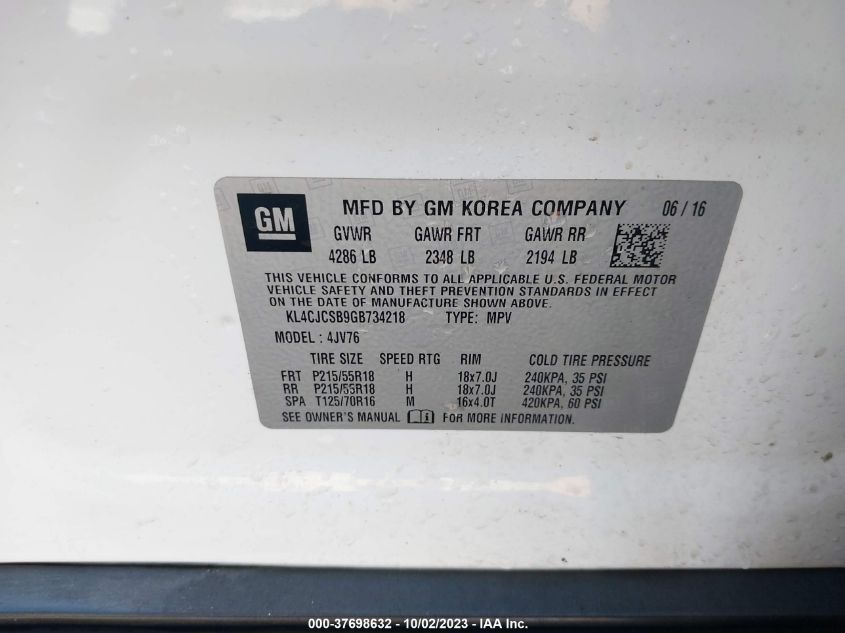 GM
MFD BY GM KOREA COMPANY 06 / 16
GVWR GAWR FRT GAWR RR
4286 LB 2348 LB 2194 LB
THIS VEHICLE CONFORMS TO ALL APPLICABLE U.S. FEDERAL MOTOR
VEHICLE SAFETY AND THEFT PREVENTION STANDARDS IN EFFECT
ON THE DATE OF MANUFACTURE SHOWN ABOVE.
KL4CJCSB9GB734218 TYPE: MPV
MODEL : 4JV76
TIRE SIZE SPEED RTG RIM COLD TIRE PRESSURE
FRT P215/55R18 H 18x7.0J 240KPA, 35 PSI
RR P215/55R18 H 18x7.0J 240KPA, 35 PSI
SPA T125/70R16 M 16x4.0T 420KPA, 60 PSI
SEE OWNER'S MANUAL FOR MORE INFORMATION.
000-37698632 - 10/02/2023 - IAA Inc.